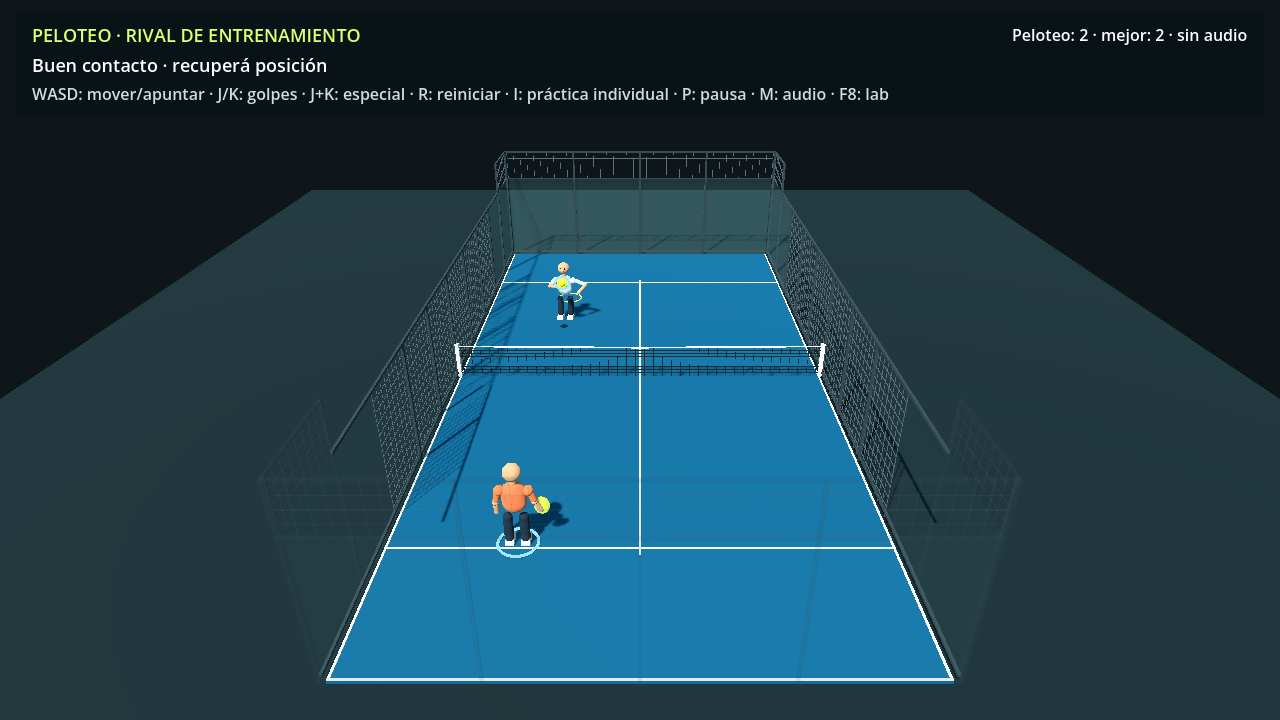 PELOTEO · RIVAL DE ENTRENAMIENTO
Peloteo: 2 · mejor: 2 · sin audio
Buen contacto · recuperá posición
WASD: mover/apuntar · J/K: golpes · J+K: especial · R: reiniciar · I: práctica individual · P: pausa · M: audio · F8: lab